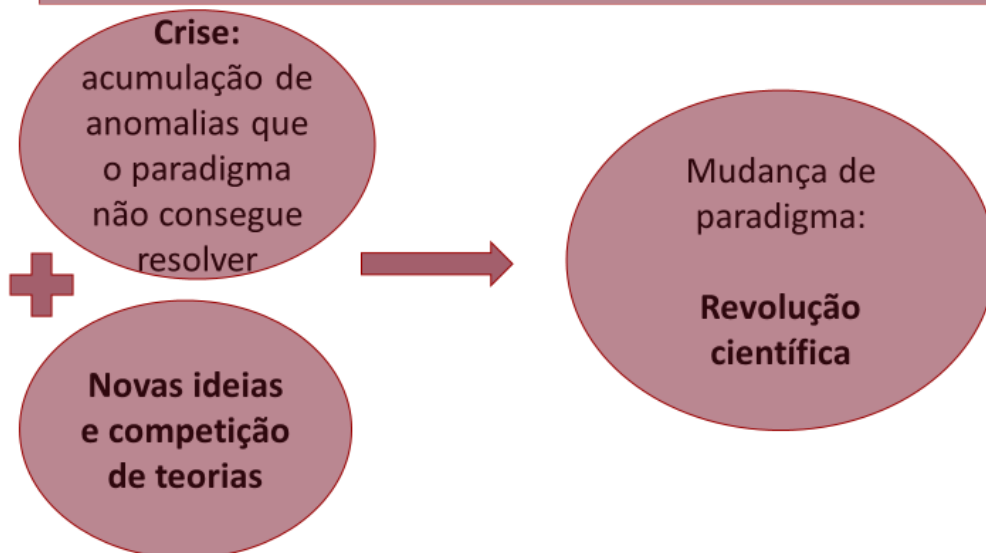 Crise:
acumulação de
anomalias que
o paradigma
não consegue
resolver
Novas ideias
e competição
de teorias
Mudança de
paradigma:
Revolução
científica